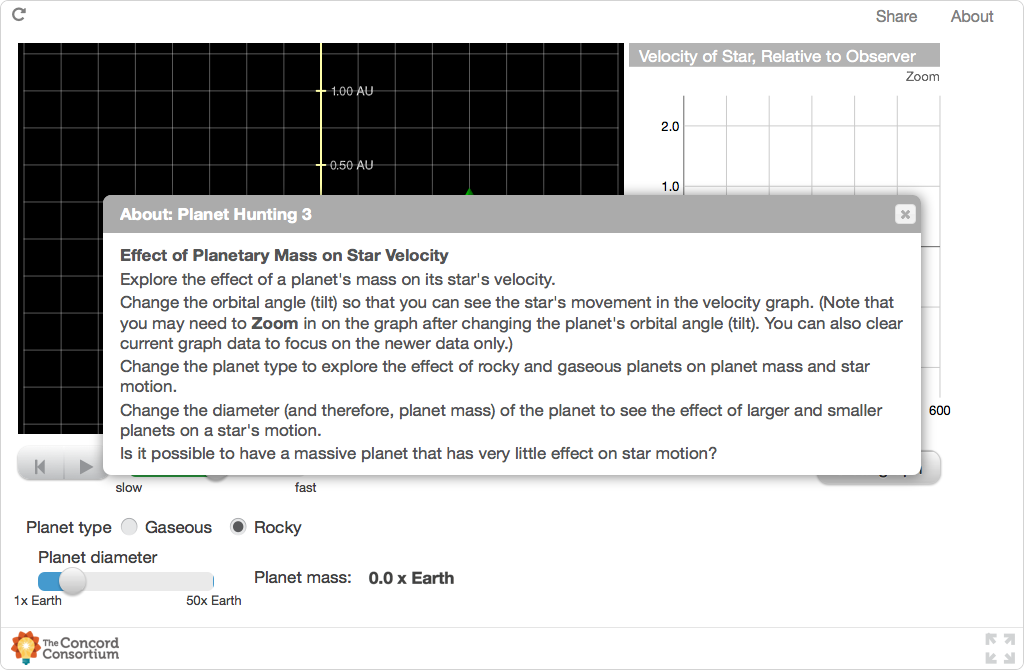 Share About
Velocity of Star, Relative to Observer
Zoom
1.00 AU
2.0
0.50 AU
1.0
About: Planet Hunting 3
Effect of Planetary Mass on Star Velocity
Explore the effect of a planet's mass on its star's velocity.
Change the orbital angle (tilt) so that you can see the star's movement in the velocity graph. (Note that
you may need to Zoom in on the graph after changing the planet's orbital angle (tilt). You can also clear
current graph data to focus on the newer data only.)
Change the planet type to explore the effect of rocky and gaseous planets on planet mass and star
motion.
Change the diameter (and therefore, planet mass) of the planet to see the effect of larger and smaller
planets on a star's motion.
Is it possible to have a massive planet that has very little effect on star motion?
600
slow fast
Planet type Gaseous Rocky
Planet diameter
Planet mass: 0.0 x Earth
1x Earth 50x Earth
The Concord
Consortium